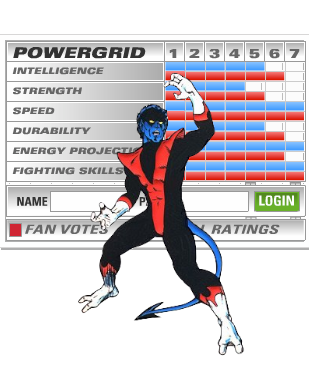 POWERGRID 1 2 3 4 5 6 7
INTELLIGENCE
STRENGTH
SPEED
DURABILITY
ENERGY PROJECTI
FIGHTING SKILLS
NAME P LOGIN
FAN VOTES L RATINGS